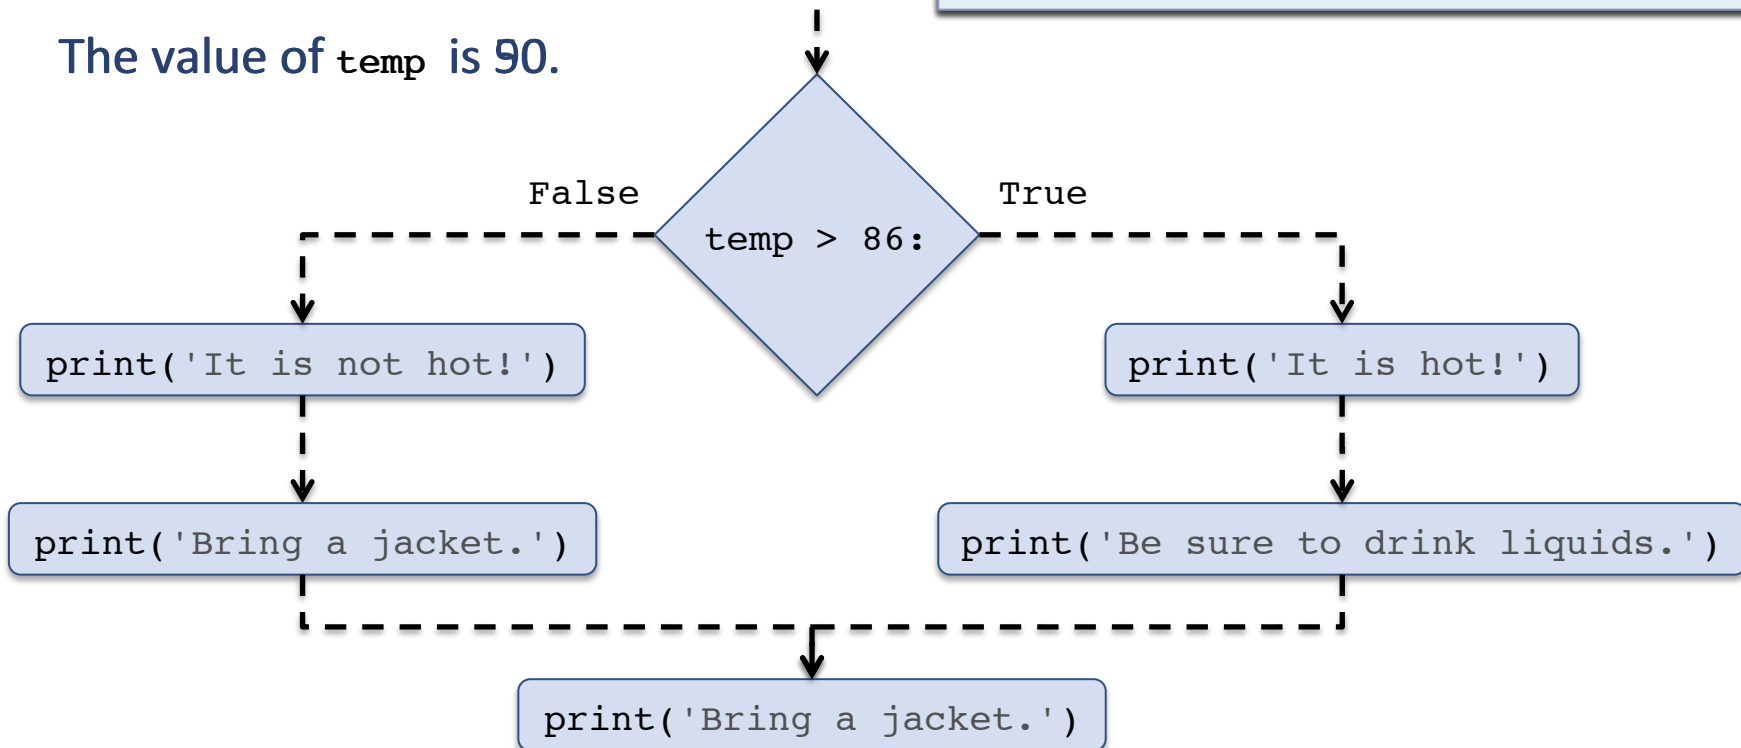 The value of temp is 90.
False
True
temp > 86:
print('It is not hot!')
print('It is hot!')
print('Bring a jacket.')
print('Be sure to drink liquids.')
print('Bring a jacket.')